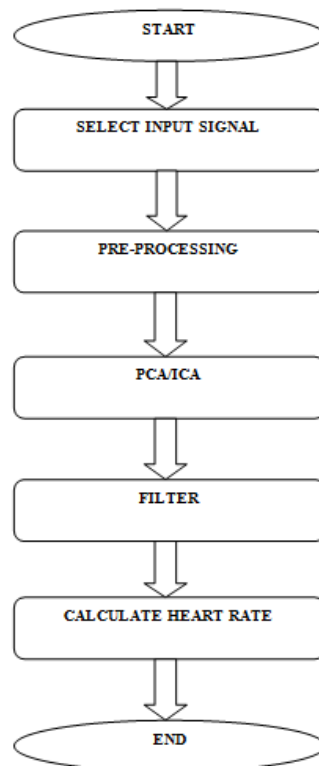 START
SELECT INPUT SIGNAL
PRE-PROCESSING
PCA/ICA
FILTER
CALCULATE HEART RATE
END